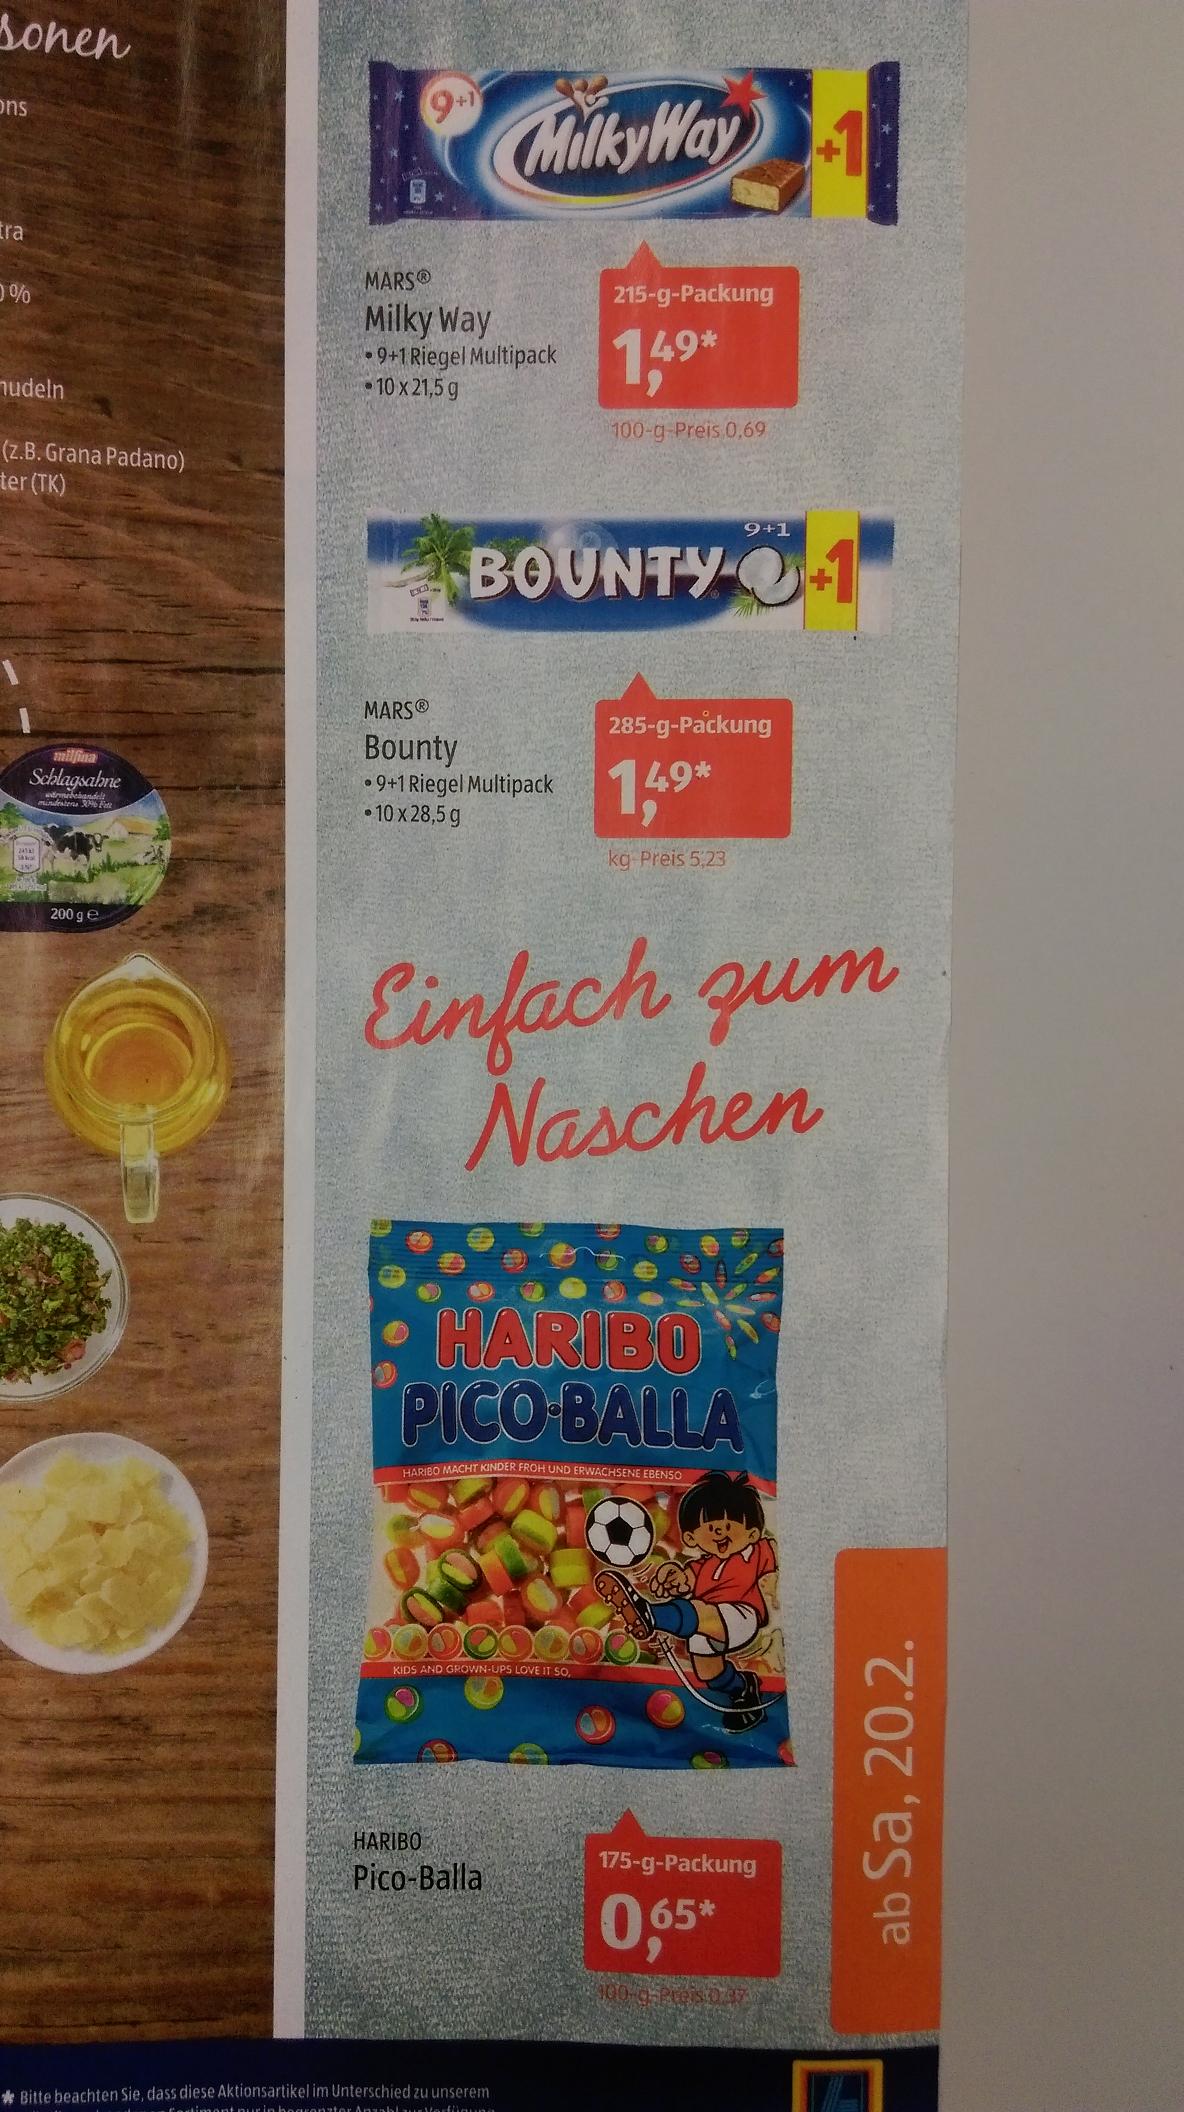 sonen
ons
tra
0 %
nudeln
(z.B. Grana Padano)
ter (TK)
milfina
Schlagsahne
wärmebehandelt
mindestens 30% Fett
200 g e
9+1
MilkyWay
+1
MARS®
Milky Way
• 9+1 Riegel Multipack
• 10 x 21,5 g
215-g-Packung
1,49*
100-g-Preis 0,69
9+1
BOUNTY
+1
MARS®
Bounty
• 9+1 Riegel Multipack
• 10 x 28,5 g
285-g-Packung
1,49*
kg-Preis 5,23
Einfach zum
Naschen
HARIBO
PICO-BALLA
HARIBO MACHT KINDER FROH UND ERWACHSENE EBENSO
KIDS AND GROWN-UPS LOVE IT SO,
HARIBO
Pico-Balla
175-g-Packung
0,65*
100-g-Preis 0,37
ab Sa, 20.2.
* Bitte beachten Sie, dass diese Aktionsartikel im Unterschied zu unserem